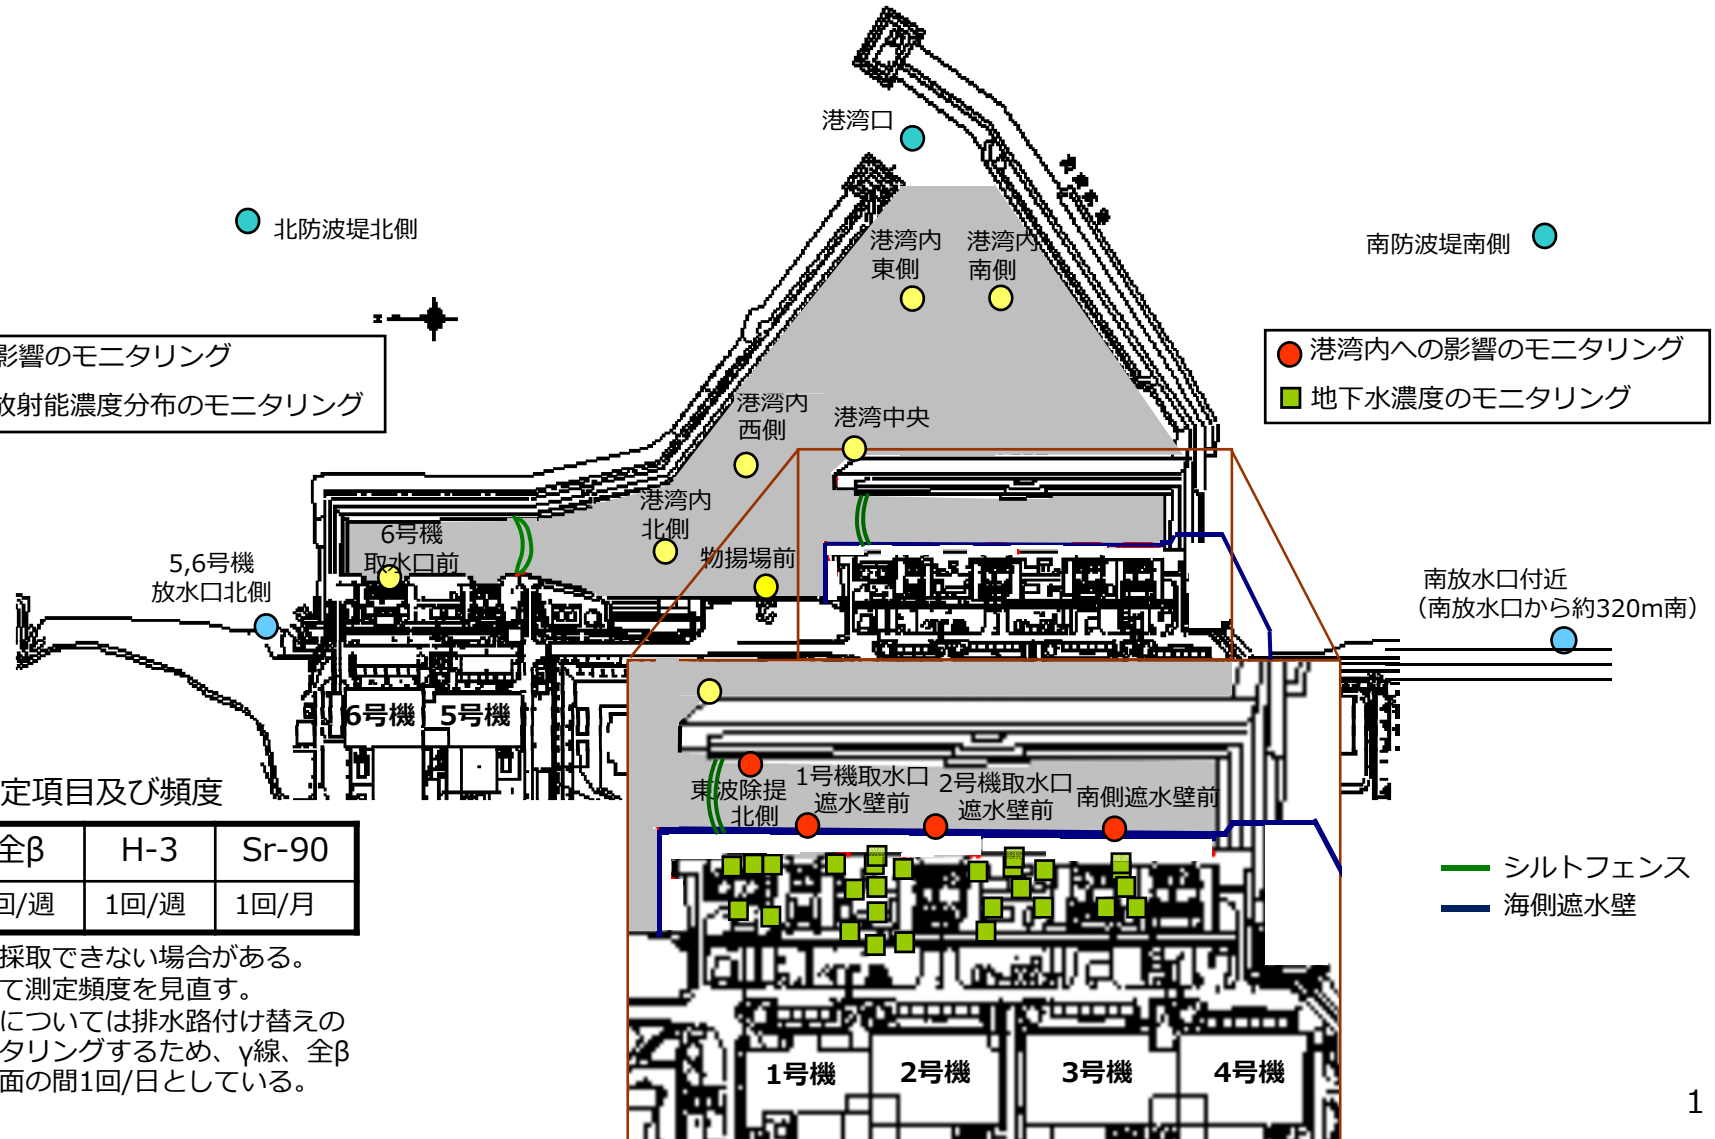 港湾口
北防波堤北側
南防波堤南側
港湾内
東側
港湾内
南側
影響のモニタリング
放射能濃度分布のモニタリング
港湾内への影響のモニタリング
地下水濃度のモニタリング
港湾内
西側
港湾中央
港湾内
北側
物揚場前
6号機
取水口前
5,6号機
放水口北側
南放水口付近
（南放水口から約320m南）
6号機
5号機
東波除堤
北側
1号機取水口
遮水壁前
2号機取水口
遮水壁前
南側遮水壁前
定項目及び頻度
全β
H-3
Sr-90
回/週
1回/週
1回/月
採取できない場合がある。
て測定頻度を見直す。
については排水路付け替えの
タリングするため、γ線、全β
面の間1回/日としている。
シルトフェンス
海側遮水壁
1号機
2号機
3号機
4号機
1